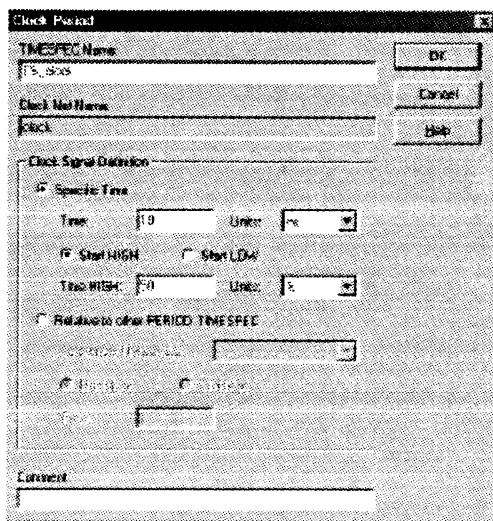 Clock Period
TIMESPEC Name
OK
Cancel
Clock Net Name
clock
Help
Clock Signal Definition
Specific Time
Time: 10 Units: ns
Start HIGH Start LOW
Time HIGH: 50 Units: %
Relative to other PERIOD TIMESPEC
Comment